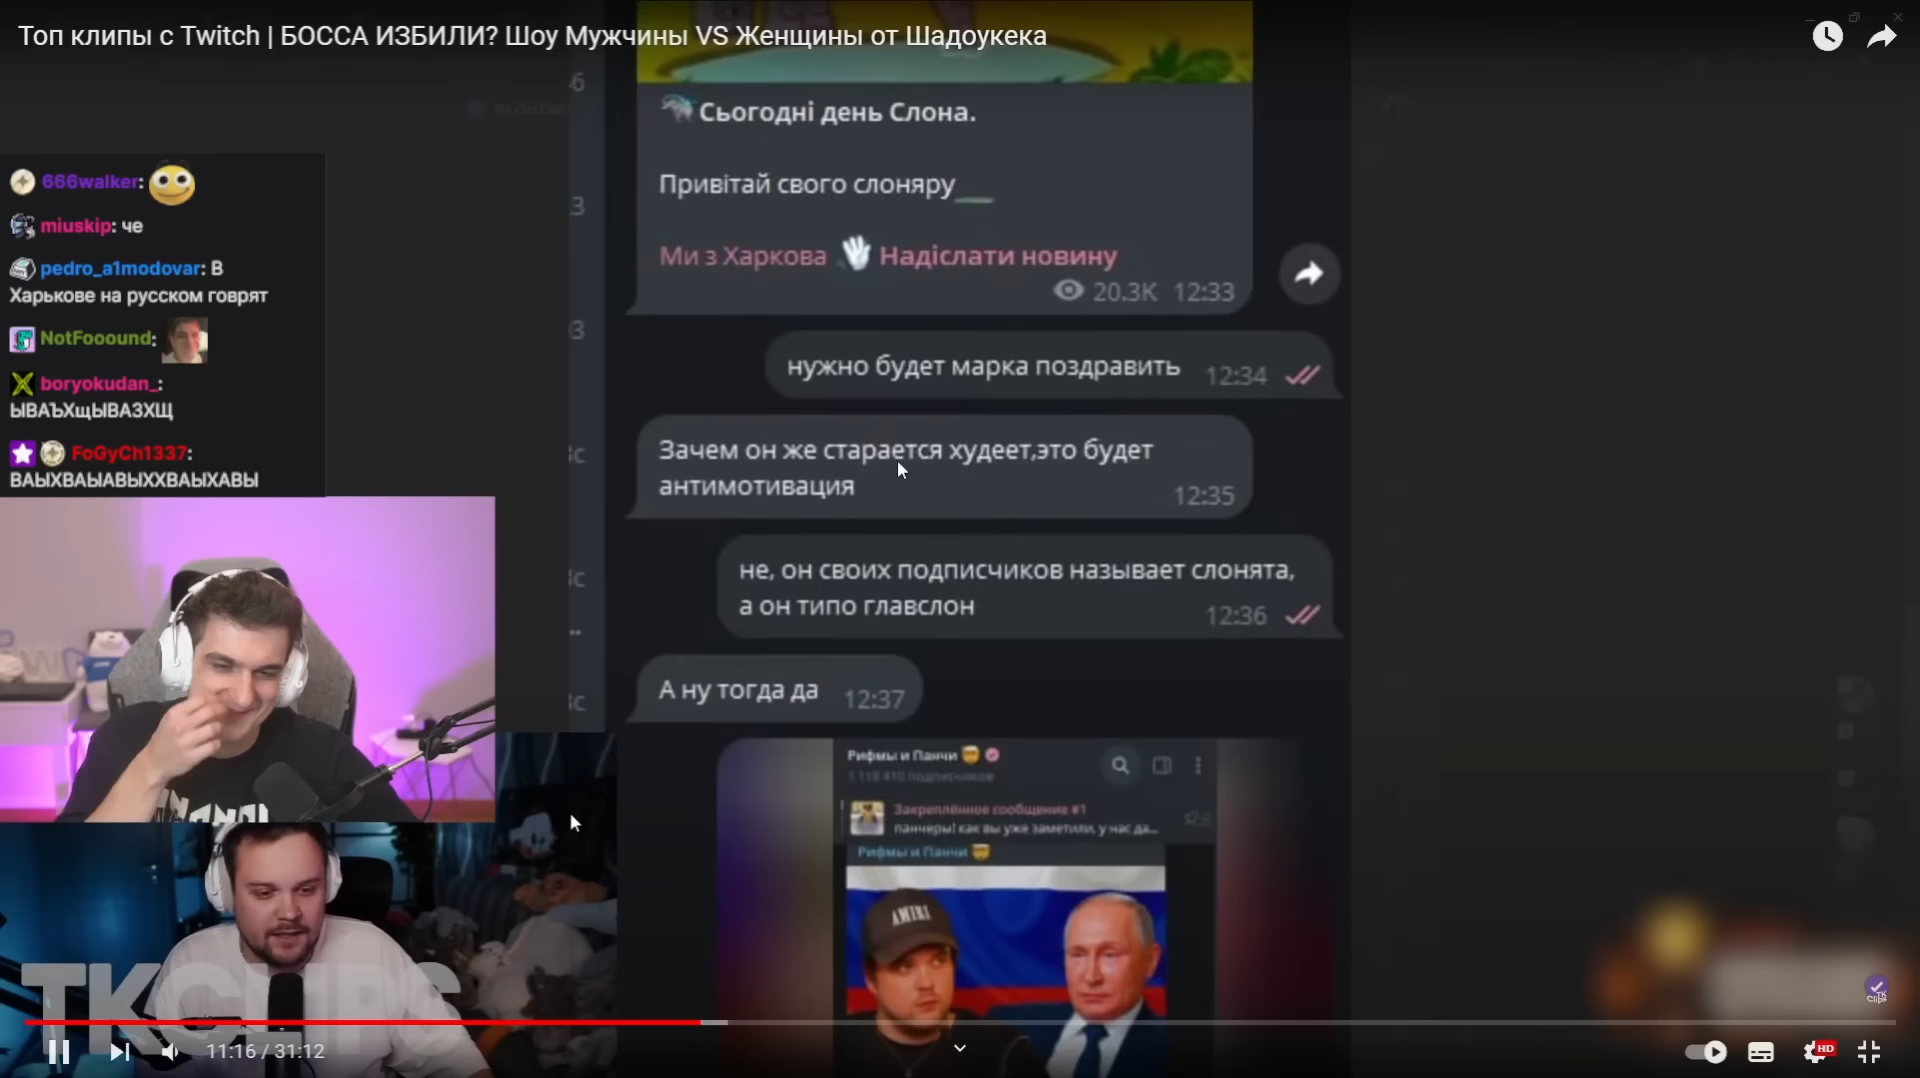 Топ клипы с Twitch | БОССА ИЗБИЛИ? Шоу Мужчины VS Женщины от Шадоукека
666walker:
miuskip: че
pedro_a1modovar: В
Харькове на русском говрят
NotFooound:
boryokudan_:
ЫВАЪХщЫВАЗХЩ
FoGyCh1337:
ВАЫХВАЫАВЫХХВАЫХАВЫ
Сьогодні день Слона.
Привітай свого слоняру
Ми з Харкова Надіслати новину
20.3K 12:33
нужно будет марка поздравить 12:34
Зачем он же старается худеет,это будет
антимотивация 12:35
не, он своих подписчиков называет слонята,
а он типо главслон 12:36
А ну тогда да 12:37
Рифмы и Панчи
1 118 410 подписчиков
Закреплённое сообщение #1
панчеры! как вы уже заметили, у нас да...
Рифмы и Панчи
AMIRI
TKCLIPS
TK
Clips
11:16 / 31:12
HD